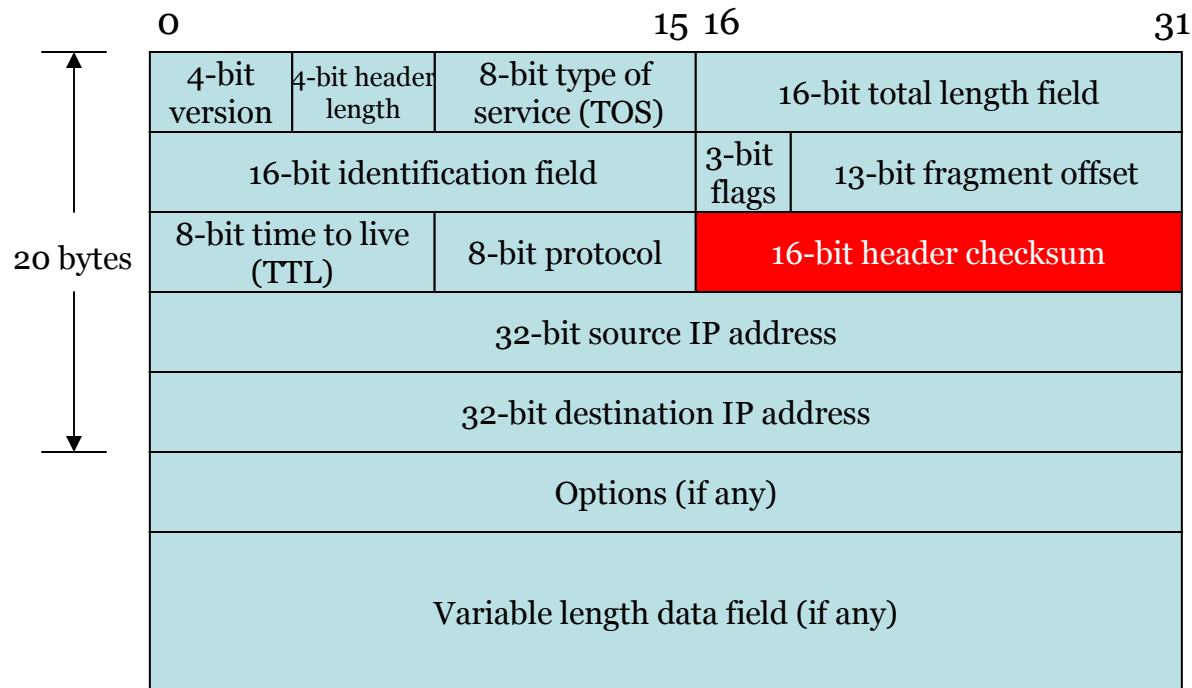 0 15 16 31
4-bit version
4-bit header length
8-bit type of service (TOS)
16-bit total length field
16-bit identification field
3-bit flags
13-bit fragment offset
20 bytes
8-bit time to live (TTL)
8-bit protocol
16-bit header checksum
32-bit source IP address
32-bit destination IP address
Options (if any)
Variable length data field (if any)